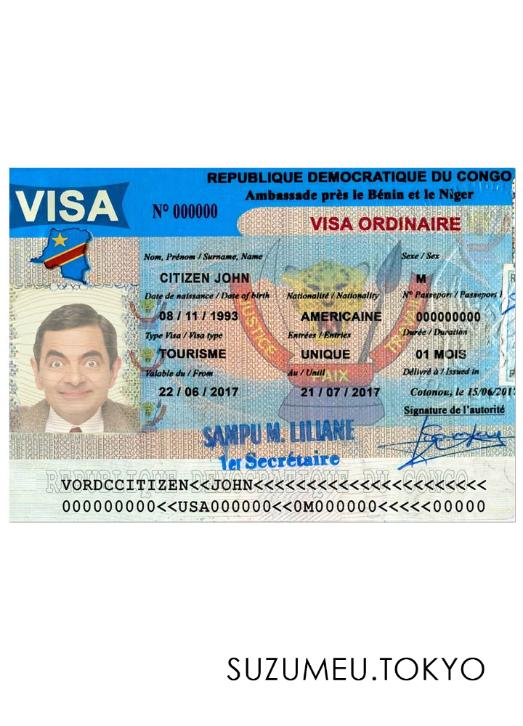 REPUBLIQUE DEMOCRATIQUE DU CONGO
Ambassade près le Bénin et le Niger
VISA
N° 000000
VISA ORDINAIRE
Nom, Prénom / Surname, Name
Sexe / Sex
CITIZEN JOHN
M
Date de naissance / Date of birth
Nationalité / Nationality
N° Passeport / Passeport
08 / 11 / 1993
AMERICAINE
000000000
Type Visa / Visa type
Entrées / Entries
Durée / Duration
TOURISME
UNIQUE
01 MOIS
Valable du / From
Au / Until
Délivré à / Issued in
22 / 06 / 2017
21 / 07 / 2017
Cotonou, le 15/06/201
Signature de l'autorité
JUSTICE
PAIX
SAMPU M. LILIANE
1er Secrétaire
REPUBLIQUE DEMOCRATIQUE DU CONGO
VORDCCITIZEN<<JOHN<<<<<<<<<<<<<<<<<<<<<<
000000000<<USA000000<<0M000000<<<<<00000
SUZUMEU.TOKYO